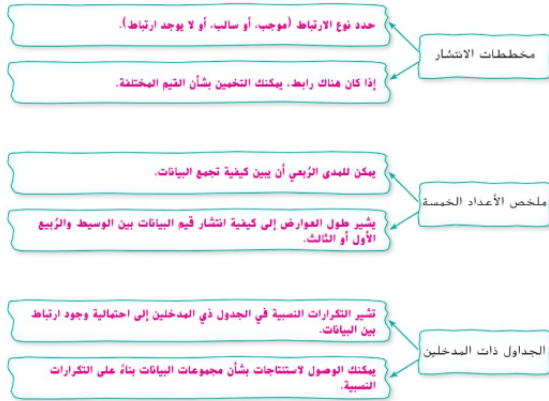 حدد نوع الارتباط (موجب، أو سالب، أو لا يوجد ارتباط).
مخططات الانتشار
إذا كان هناك رابط، يمكنك التخمين بشأن القيم المختلفة.
يمكن للمدى الرُبعي أن يبين كيفية تجمع البيانات.
ملخص الأعداد الخمسة
يشير طول العوارض إلى كيفية انتشار قيم البيانات بين الوسيط والرُبيع
الأول أو الثالث.
تشير التكرارات النسبية في الجدول ذي المدخلين إلى احتمالية وجود ارتباط
بين البيانات.
الجداول ذات المدخلين
يمكنك الوصول لاستنتاجات بشأن مجموعات البيانات بناءً على التكرارات
النسبية.